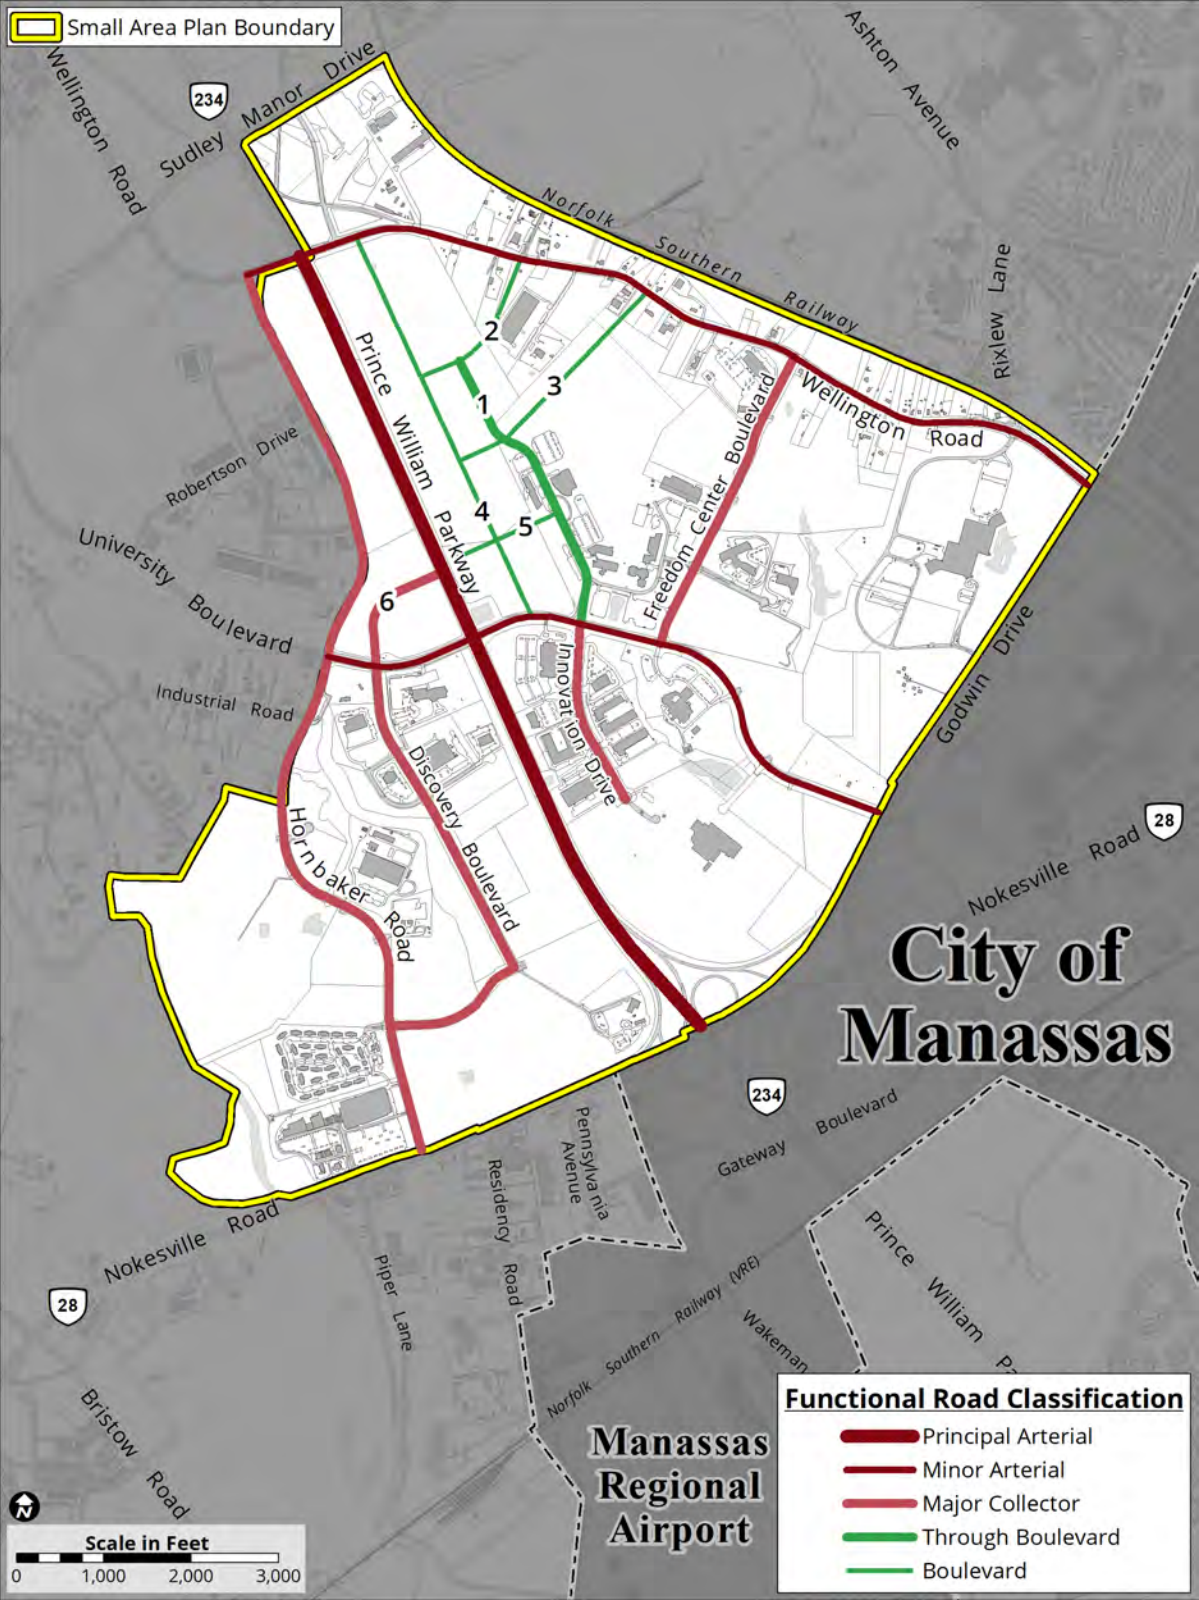 Small Area Plan Boundary
Wellington Road
234
Sudley Manor Drive
Ashton Avenue
Norfolk Southern Railway
Rixlew Lane
Prince William Parkway
2
3
1
Wellington Road
Freedom Center Boulevard
Robertson Drive
University Boulevard
4
5
6
Industrial Road
Innovation Drive
Godwin Drive
Discovery Boulevard
Hornbaker Road
28
Nokesville Road
City of
Manassas
234
Gateway Boulevard
Pennsylvania
Avenue
Residency Road
Nokesville Road
28
Piper Lane
Prince William Pa
Norfolk Southern Railway (VRE)
Wakeman
Bristow Road
Manassas
Regional
Airport
N
Scale in Feet
0 1,000 2,000 3,000
Functional Road Classification
Principal Arterial
Minor Arterial
Major Collector
Through Boulevard
Boulevard